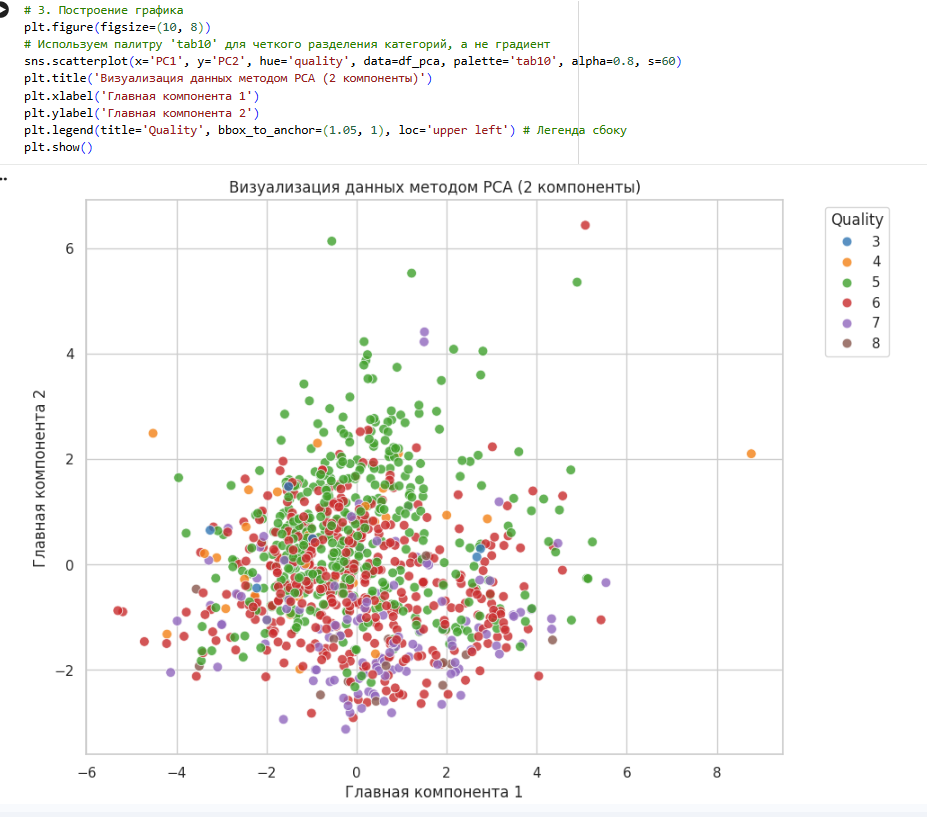 # 3. Построение графика
plt.figure(figsize=(10, 8))
# Используем палитру 'tab10' для четкого разделения категорий, а не градиент
sns.scatterplot(x='PC1', y='PC2', hue='quality', data=df_pca, palette='tab10', alpha=0.8, s=60)
plt.title('Визуализация данных методом PCA (2 компоненты)')
plt.xlabel('Главная компонента 1')
plt.ylabel('Главная компонента 2')
plt.legend(title='Quality', bbox_to_anchor=(1.05, 1), loc='upper left') # Легенда сбоку
plt.show()
Визуализация данных методом PCA (2 компоненты)
Quality
3
4
5
6
7
8
Главная компонента 2
6
4
2
0
−2
−6 −4 −2 0 2 4 6 8
Главная компонента 1